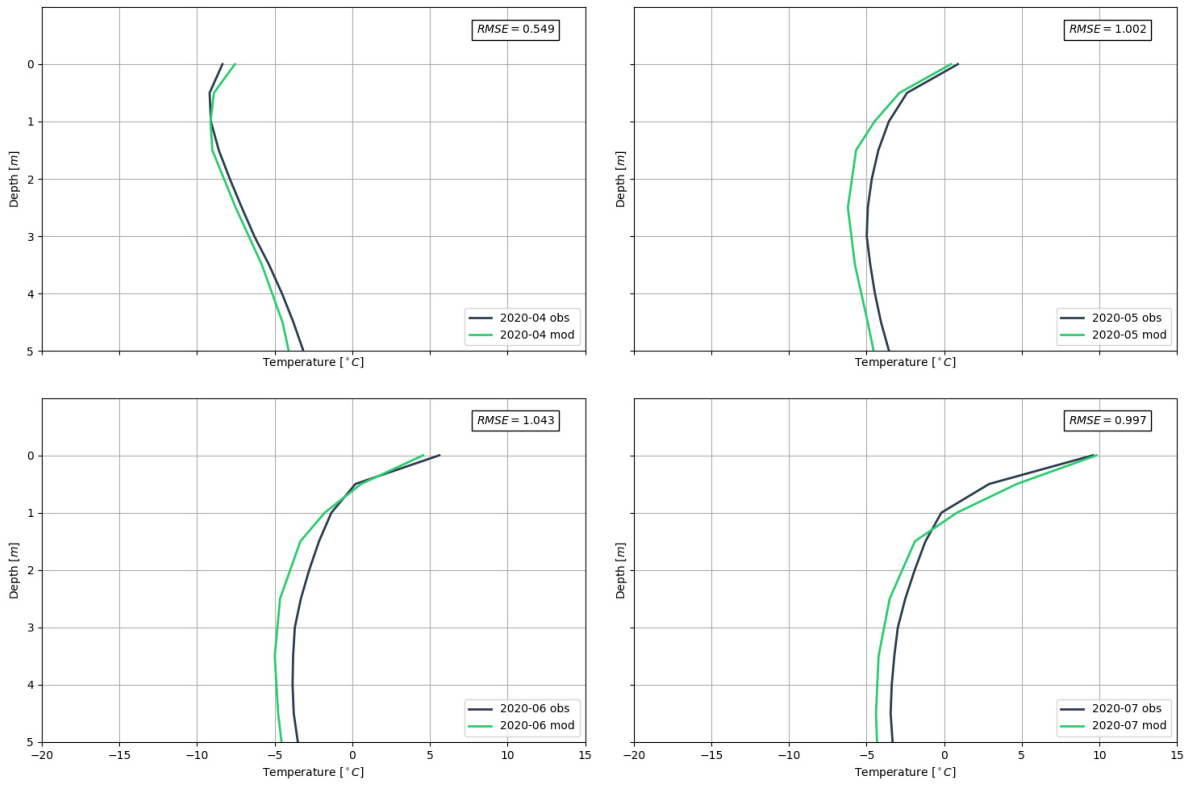 RMSE = 0.549
0
1
2
3
4
5
Depth [m]
2020-04 obs
2020-04 mod
Temperature [°C]
RMSE = 1.002
Depth [m]
2020-05 obs
2020-05 mod
Temperature [°C]
RMSE = 1.043
0
1
2
3
4
5
Depth [m]
2020-06 obs
2020-06 mod
−20 −15 −10 −5 0 5 10 15
Temperature [°C]
RMSE = 0.997
Depth [m]
2020-07 obs
2020-07 mod
−20 −15 −10 −5 0 5 10 15
Temperature [°C]